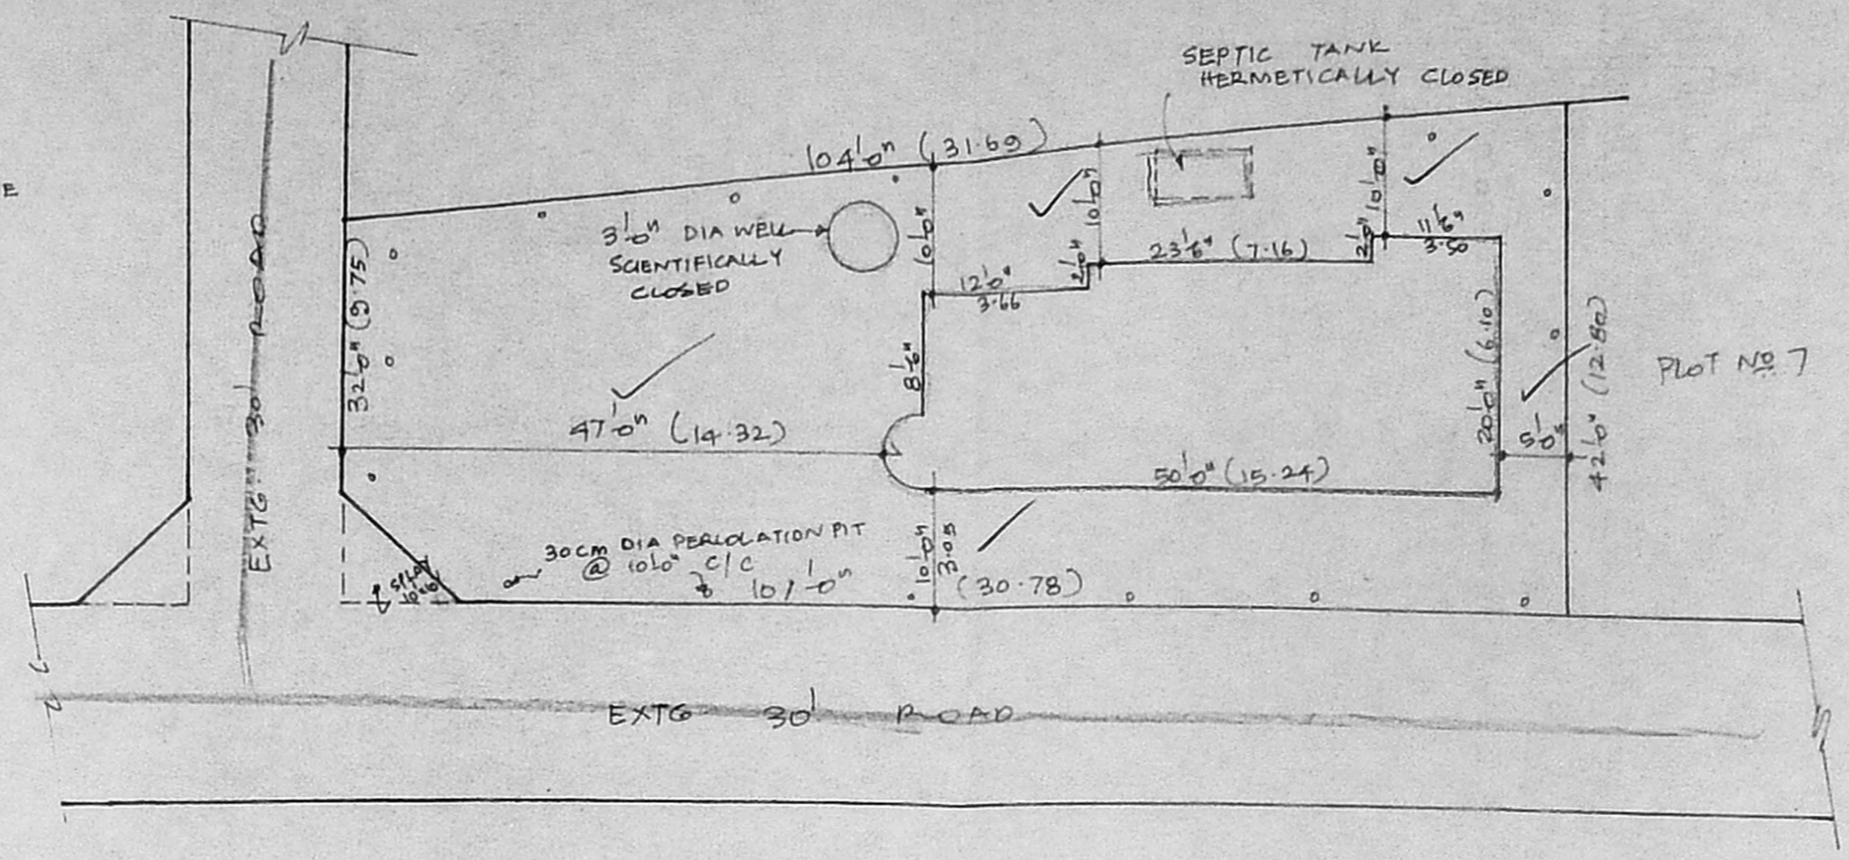 SEPTIC TANK
HERMETICALLY CLOSED
E
104'-0" (31.69)
10'-0"
10'-0"
10'-0"
3'-0" DIA WELL
SCIENTIFICALLY
CLOSED
2'-0"
2'-0"
11'-6"
3.50
23'-6" (7.16)
12'-0"
3.66
32'-0" (9.75)
EXTG. 30' ROAD
8'-6"
20'-0" (6.10)
42'-0" (12.80)
PLOT No 7
47'-0" (14.32)
5'-0"
50'-0" (15.24)
30CM DIA PERCOLATION PIT
@ 10'-0" C/C
SPLAY
101'-0"
(30.78)
10'-0"
3.05
EXTG 30' ROAD